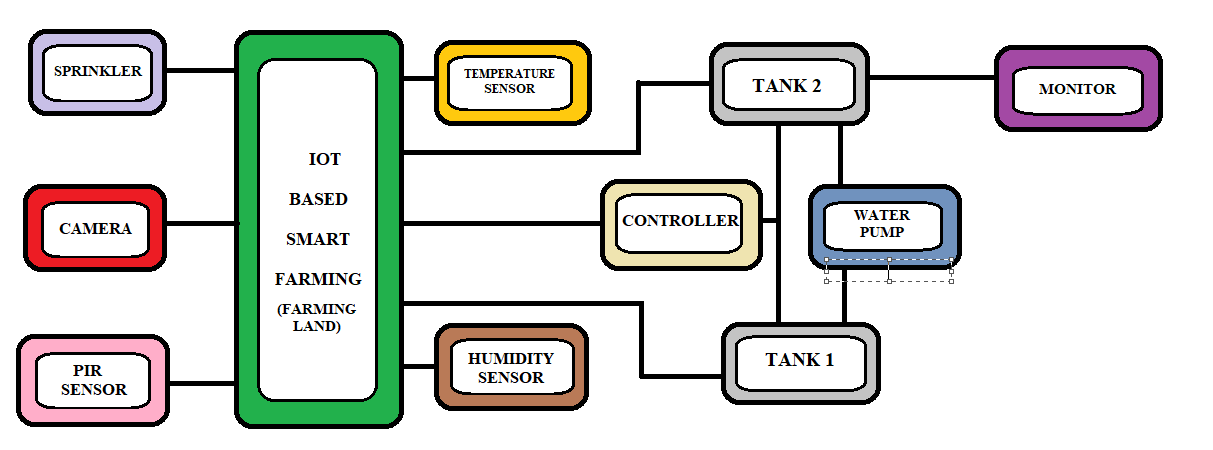 SPRINKLER
TEMPERATURE
SENSOR
TANK 2
MONITOR
IOT
BASED
SMART
FARMING
(FARMING
LAND)
CAMERA
CONTROLLER
WATER
PUMP
PIR
SENSOR
HUMIDITY
SENSOR
TANK 1